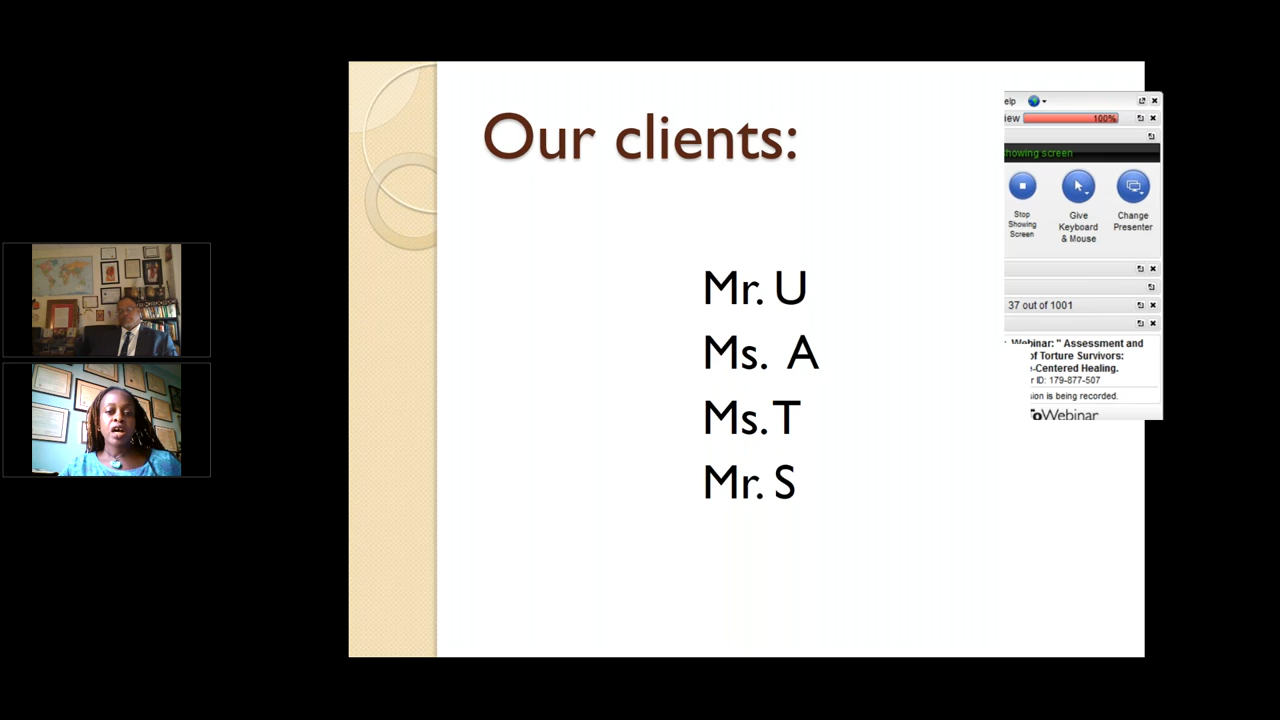 Our clients:
Mr. U
Ms. A
Ms. T
Mr. S
elp
iew 100%
howing screen
Stop
Showing
Screen
Give
Keyboard
& Mouse
Change
Presenter
37 out of 1001
: Webinar: " Assessment and
of Torture Survivors:
-Centered Healing.
r ID: 179-877-507
ion is being recorded.
oWebinar